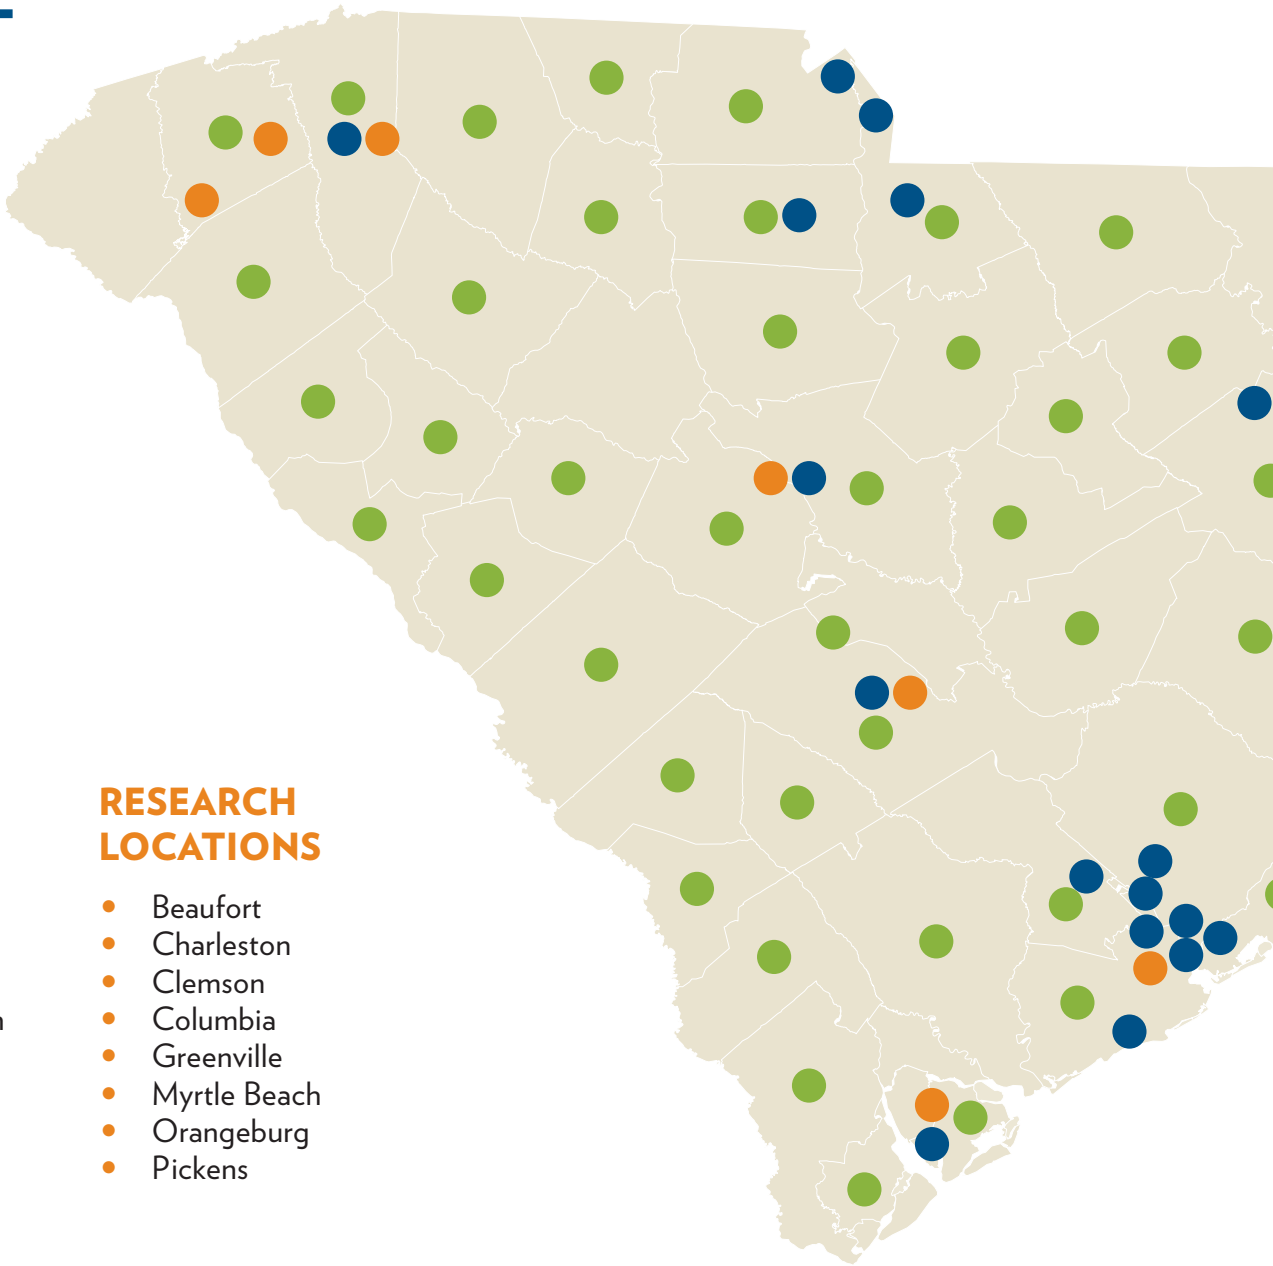 RESEARCH
LOCATIONS
• Beaufort
• Charleston
• Clemson
• Columbia
• Greenville
• Myrtle Beach
• Orangeburg
• Pickens